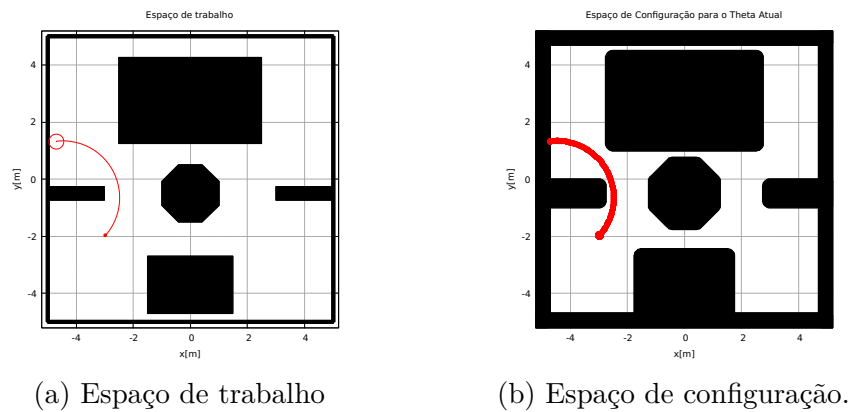 Espaço de trabalho
4
2
0
-2
-4
y[m]
-4
-2
0
2
4
x[m]
(a) Espaço de trabalho
Espaço de Configuração para o Theta Atual
4
2
0
-2
-4
y[m]
-4
-2
0
2
4
x[m]
(b) Espaço de configuração.